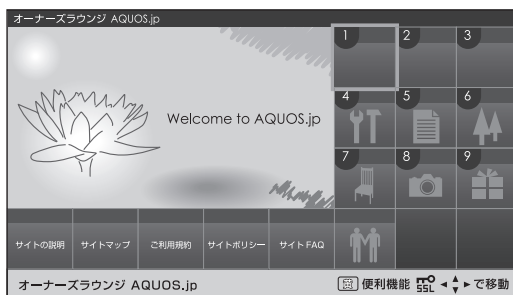 オーナーズラウンジ AQUOS.jp
1 2 3
Welcome to AQUOS.jp
4 5 6
7 8 9
サイトの説明 サイトマップ ご利用規約 サイトポリシー サイト FAQ
オーナーズラウンジ AQUOS.jp
便利機能 SSL ◀▲▼▶で移動